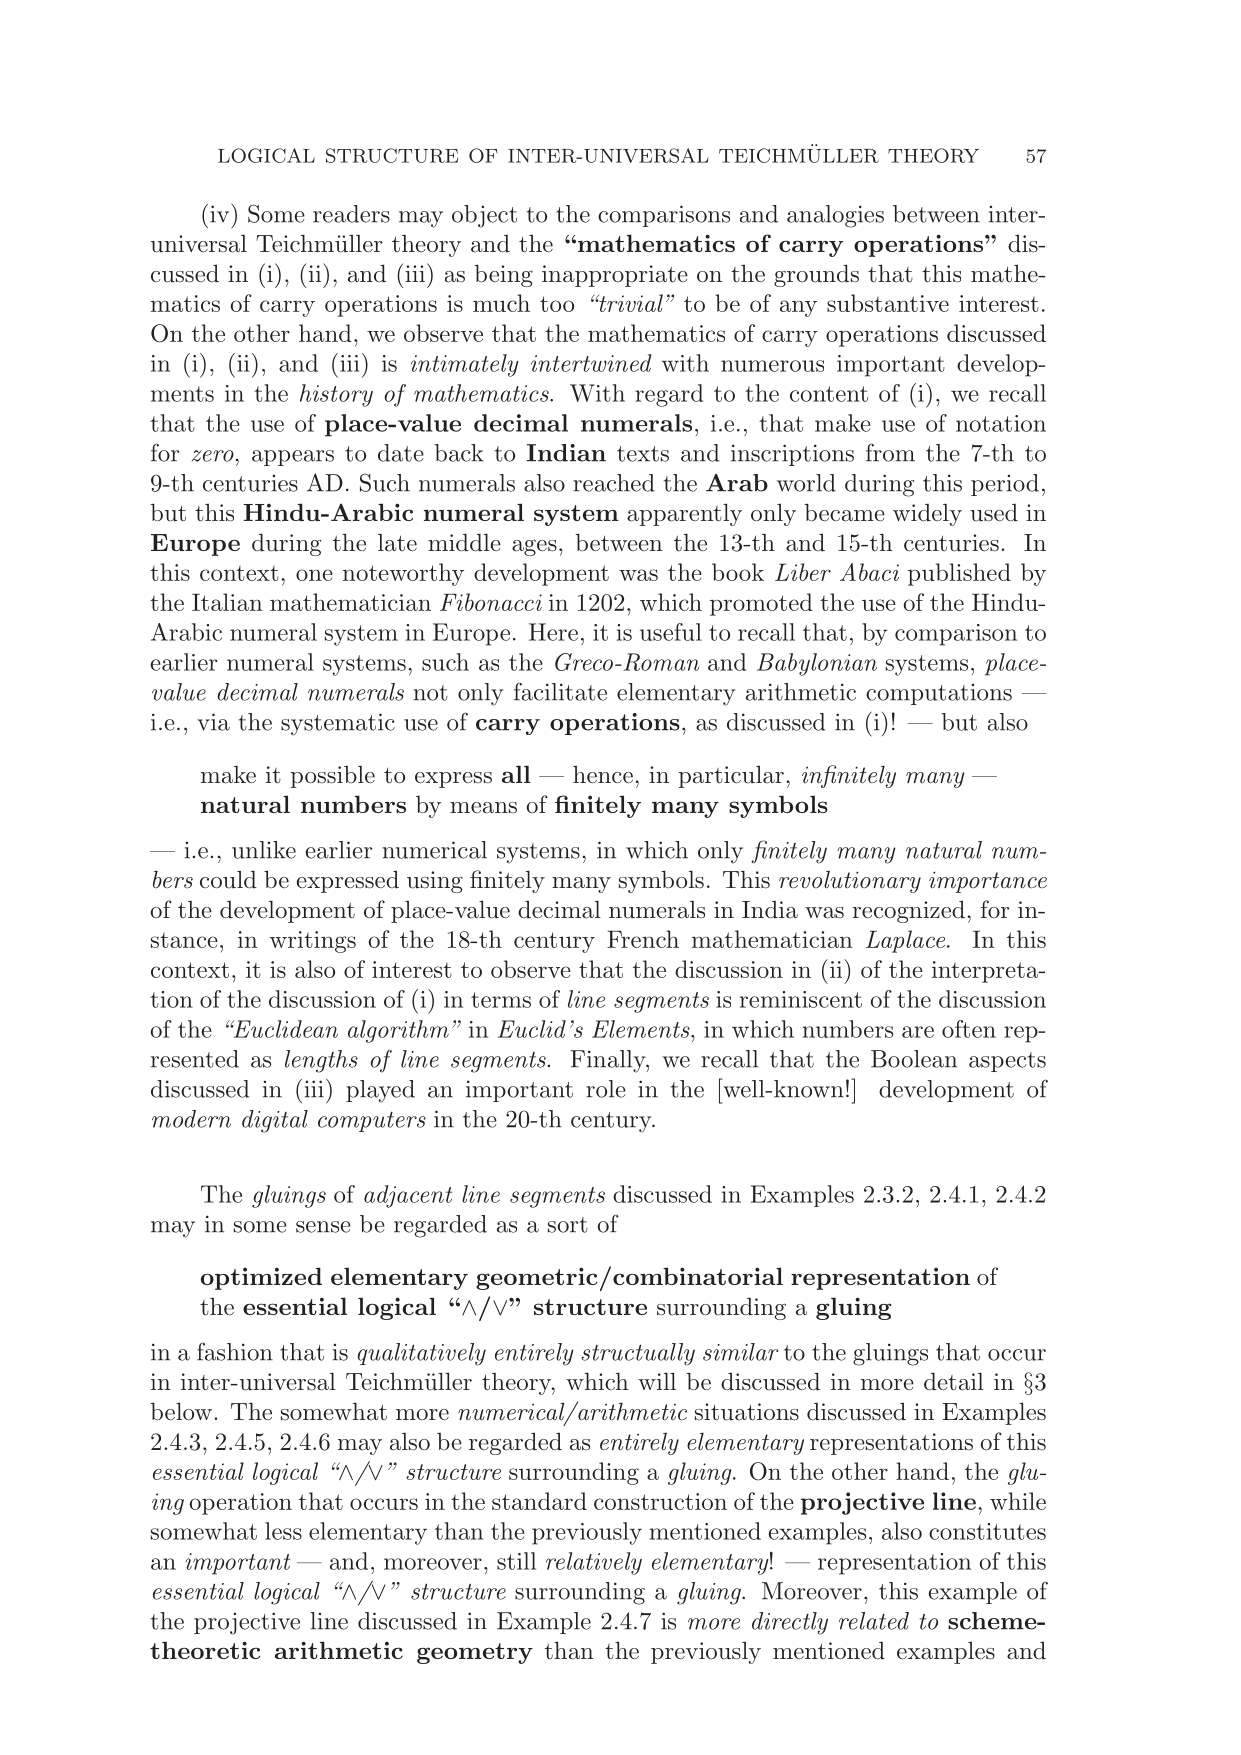 LOGICAL STRUCTURE OF INTER-UNIVERSAL TEICHMÜLLER THEORY 57
(iv) Some readers may object to the comparisons and analogies between inter-
universal Teichmüller theory and the “mathematics of carry operations” dis-
cussed in (i), (ii), and (iii) as being inappropriate on the grounds that this mathe-
matics of carry operations is much too “trivial” to be of any substantive interest.
On the other hand, we observe that the mathematics of carry operations discussed
in (i), (ii), and (iii) is intimately intertwined with numerous important develop-
ments in the history of mathematics. With regard to the content of (i), we recall
that the use of place-value decimal numerals, i.e., that make use of notation
for zero, appears to date back to Indian texts and inscriptions from the 7-th to
9-th centuries AD. Such numerals also reached the Arab world during this period,
but this Hindu-Arabic numeral system apparently only became widely used in
Europe during the late middle ages, between the 13-th and 15-th centuries. In
this context, one noteworthy development was the book Liber Abaci published by
the Italian mathematician Fibonacci in 1202, which promoted the use of the Hindu-
Arabic numeral system in Europe. Here, it is useful to recall that, by comparison to
earlier numeral systems, such as the Greco-Roman and Babylonian systems, place-
value decimal numerals not only facilitate elementary arithmetic computations —
i.e., via the systematic use of carry operations, as discussed in (i)! — but also
make it possible to express all — hence, in particular, infinitely many —
natural numbers by means of finitely many symbols
— i.e., unlike earlier numerical systems, in which only finitely many natural num-
bers could be expressed using finitely many symbols. This revolutionary importance
of the development of place-value decimal numerals in India was recognized, for in-
stance, in writings of the 18-th century French mathematician Laplace. In this
context, it is also of interest to observe that the discussion in (ii) of the interpreta-
tion of the discussion of (i) in terms of line segments is reminiscent of the discussion
of the “Euclidean algorithm” in Euclid’s Elements, in which numbers are often rep-
resented as lengths of line segments. Finally, we recall that the Boolean aspects
discussed in (iii) played an important role in the [well-known!] development of
modern digital computers in the 20-th century.
The gluings of adjacent line segments discussed in Examples 2.3.2, 2.4.1, 2.4.2
may in some sense be regarded as a sort of
optimized elementary geometric/combinatorial representation of
the essential logical “∧/∨” structure surrounding a gluing
in a fashion that is qualitatively entirely structually similar to the gluings that occur
in inter-universal Teichmüller theory, which will be discussed in more detail in §3
below. The somewhat more numerical/arithmetic situations discussed in Examples
2.4.3, 2.4.5, 2.4.6 may also be regarded as entirely elementary representations of this
essential logical “∧/∨” structure surrounding a gluing. On the other hand, the glu-
ing operation that occurs in the standard construction of the projective line, while
somewhat less elementary than the previously mentioned examples, also constitutes
an important — and, moreover, still relatively elementary! — representation of this
essential logical “∧/∨” structure surrounding a gluing. Moreover, this example of
the projective line discussed in Example 2.4.7 is more directly related to scheme-
theoretic arithmetic geometry than the previously mentioned examples and